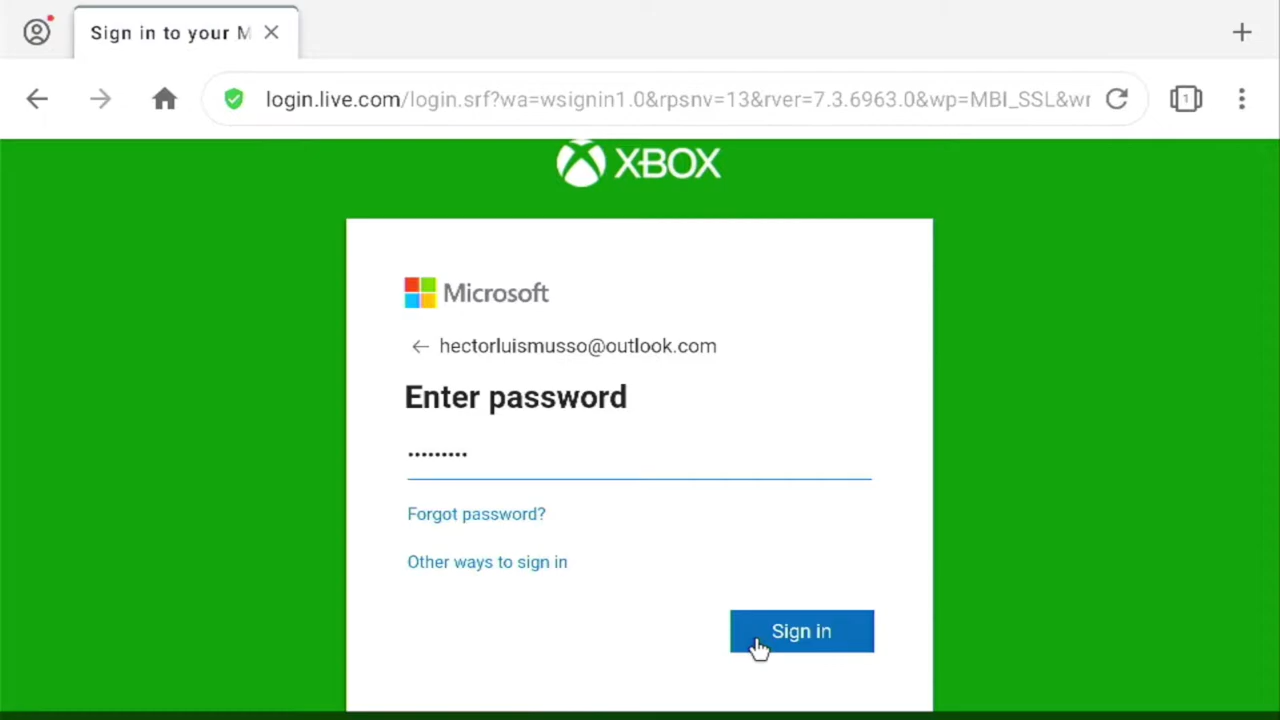 Sign in to your M
login.live.com/login.srf?wa=wsignin1.0&rpsnv=13&rver=7.3.6963.0&wp=MBI_SSL&wr
1
XBOX
Microsoft
hectorluismusso@outlook.com
Enter password
•••••••••
Forgot password?
Other ways to sign in
Sign in